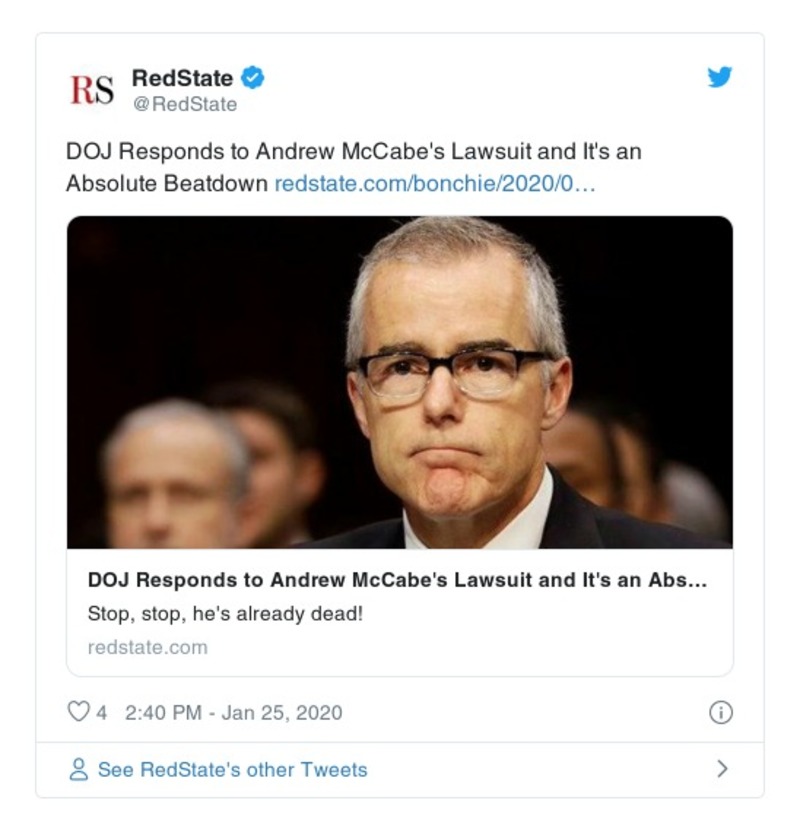 RS
RedState
@RedState
DOJ Responds to Andrew McCabe's Lawsuit and It's an
Absolute Beatdown redstate.com/bonchie/2020/0…
DOJ Responds to Andrew McCabe's Lawsuit and It's an Abs...
Stop, stop, he's already dead!
redstate.com
4 2:40 PM - Jan 25, 2020
See RedState's other Tweets